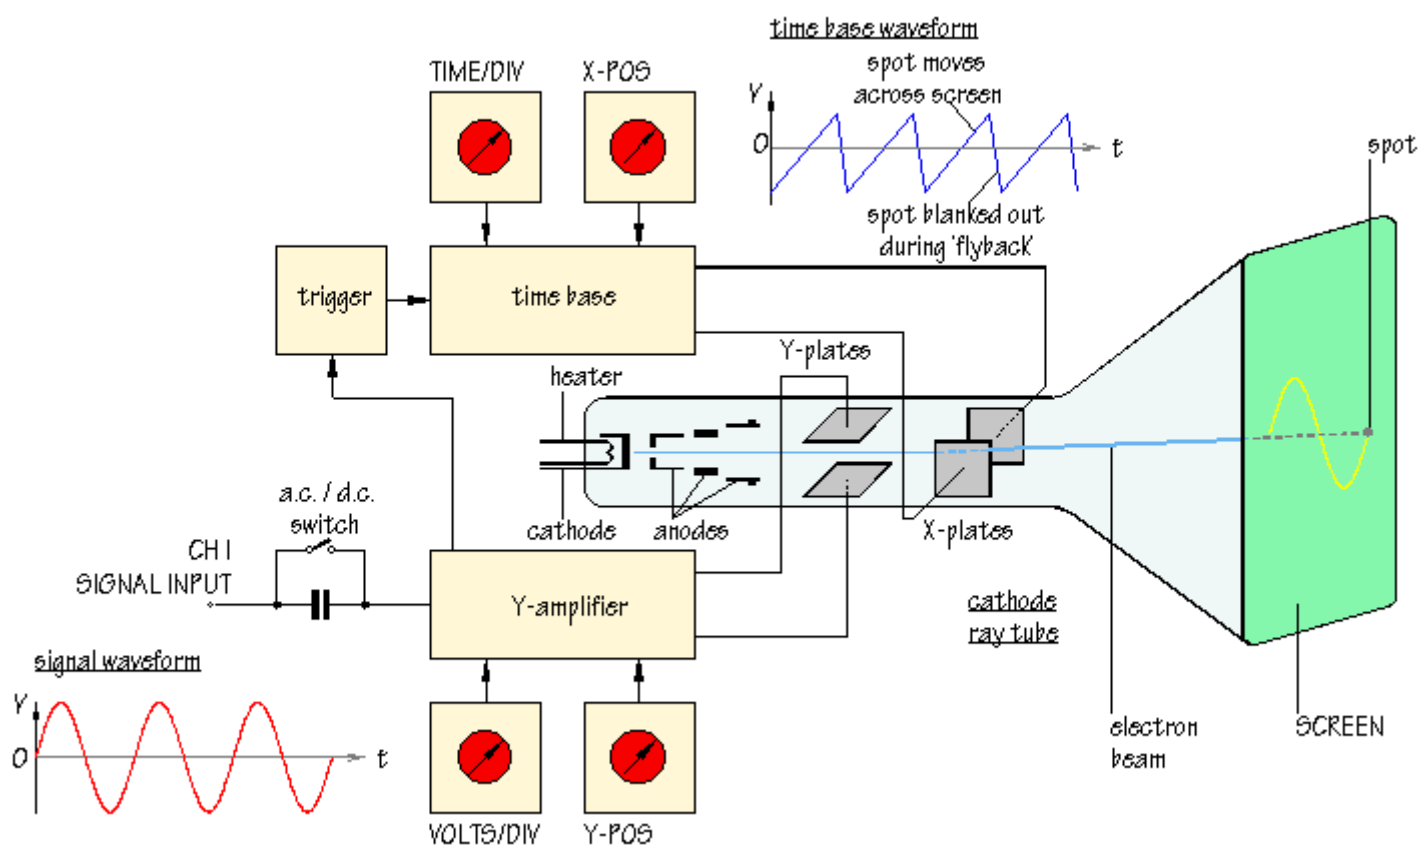 time base waveform
spot moves
across screen
TIME/DIV
X-POS
V
0
t
spot
spot blanked out
during 'flyback'
trigger
time base
Y-plates
heater
cathode
anodes
X-plates
a.c. / d.c.
switch
CH I
SIGNAL INPUT
Y-amplifier
cathode
ray tube
signal waveform
V
0
t
electron
beam
SCREEN
VOLTS/DIV
Y-POS